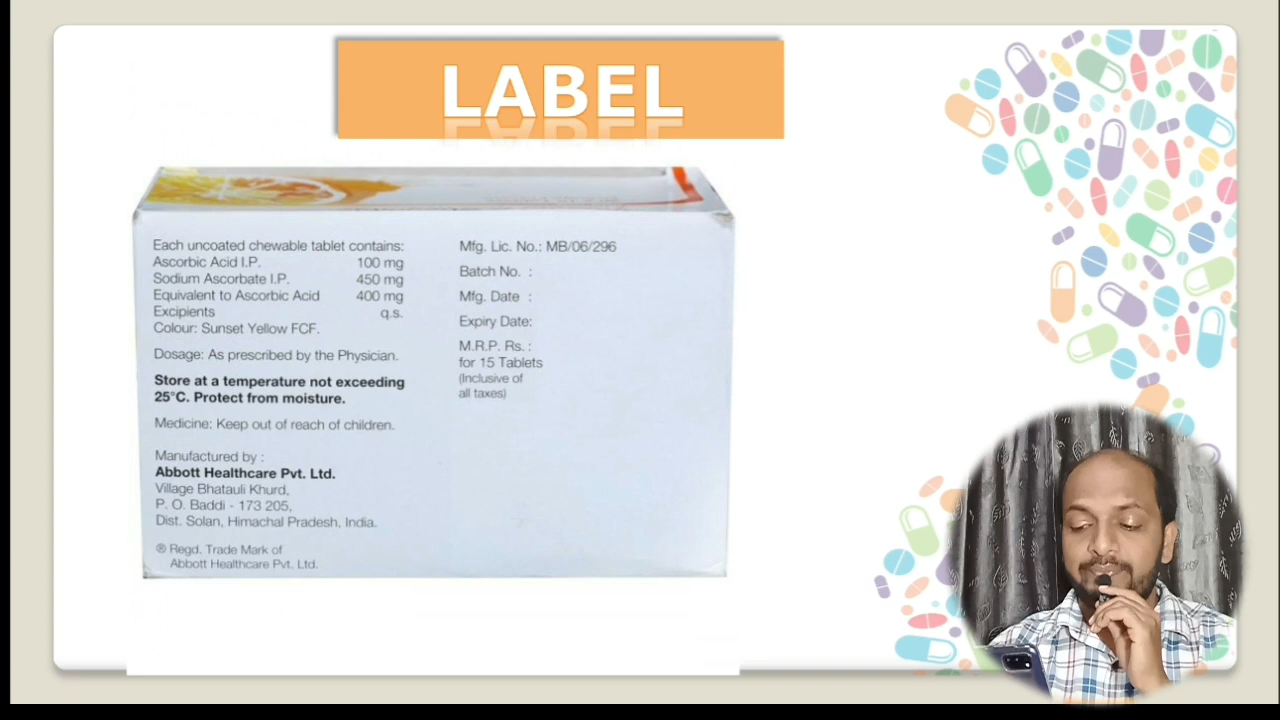 LABEL
Each uncoated chewable tablet contains:
Ascorbic Acid I.P. 100 mg
Sodium Ascorbate I.P. 450 mg
Equivalent to Ascorbic Acid 400 mg
Excipients q.s.
Colour: Sunset Yellow FCF.
Dosage: As prescribed by the Physician.
Store at a temperature not exceeding
25°C. Protect from moisture.
Medicine: Keep out of reach of children.
Manufactured by :
Abbott Healthcare Pvt. Ltd.
Village Bhatauli Khurd,
P. O. Baddi - 173 205,
Dist. Solan, Himachal Pradesh, India.
® Regd. Trade Mark of
Abbott Healthcare Pvt. Ltd.
Mfg. Lic. No.: MB/06/296
Batch No. :
Mfg. Date :
Expiry Date:
M.R.P. Rs. :
for 15 Tablets
(Inclusive of
all taxes)